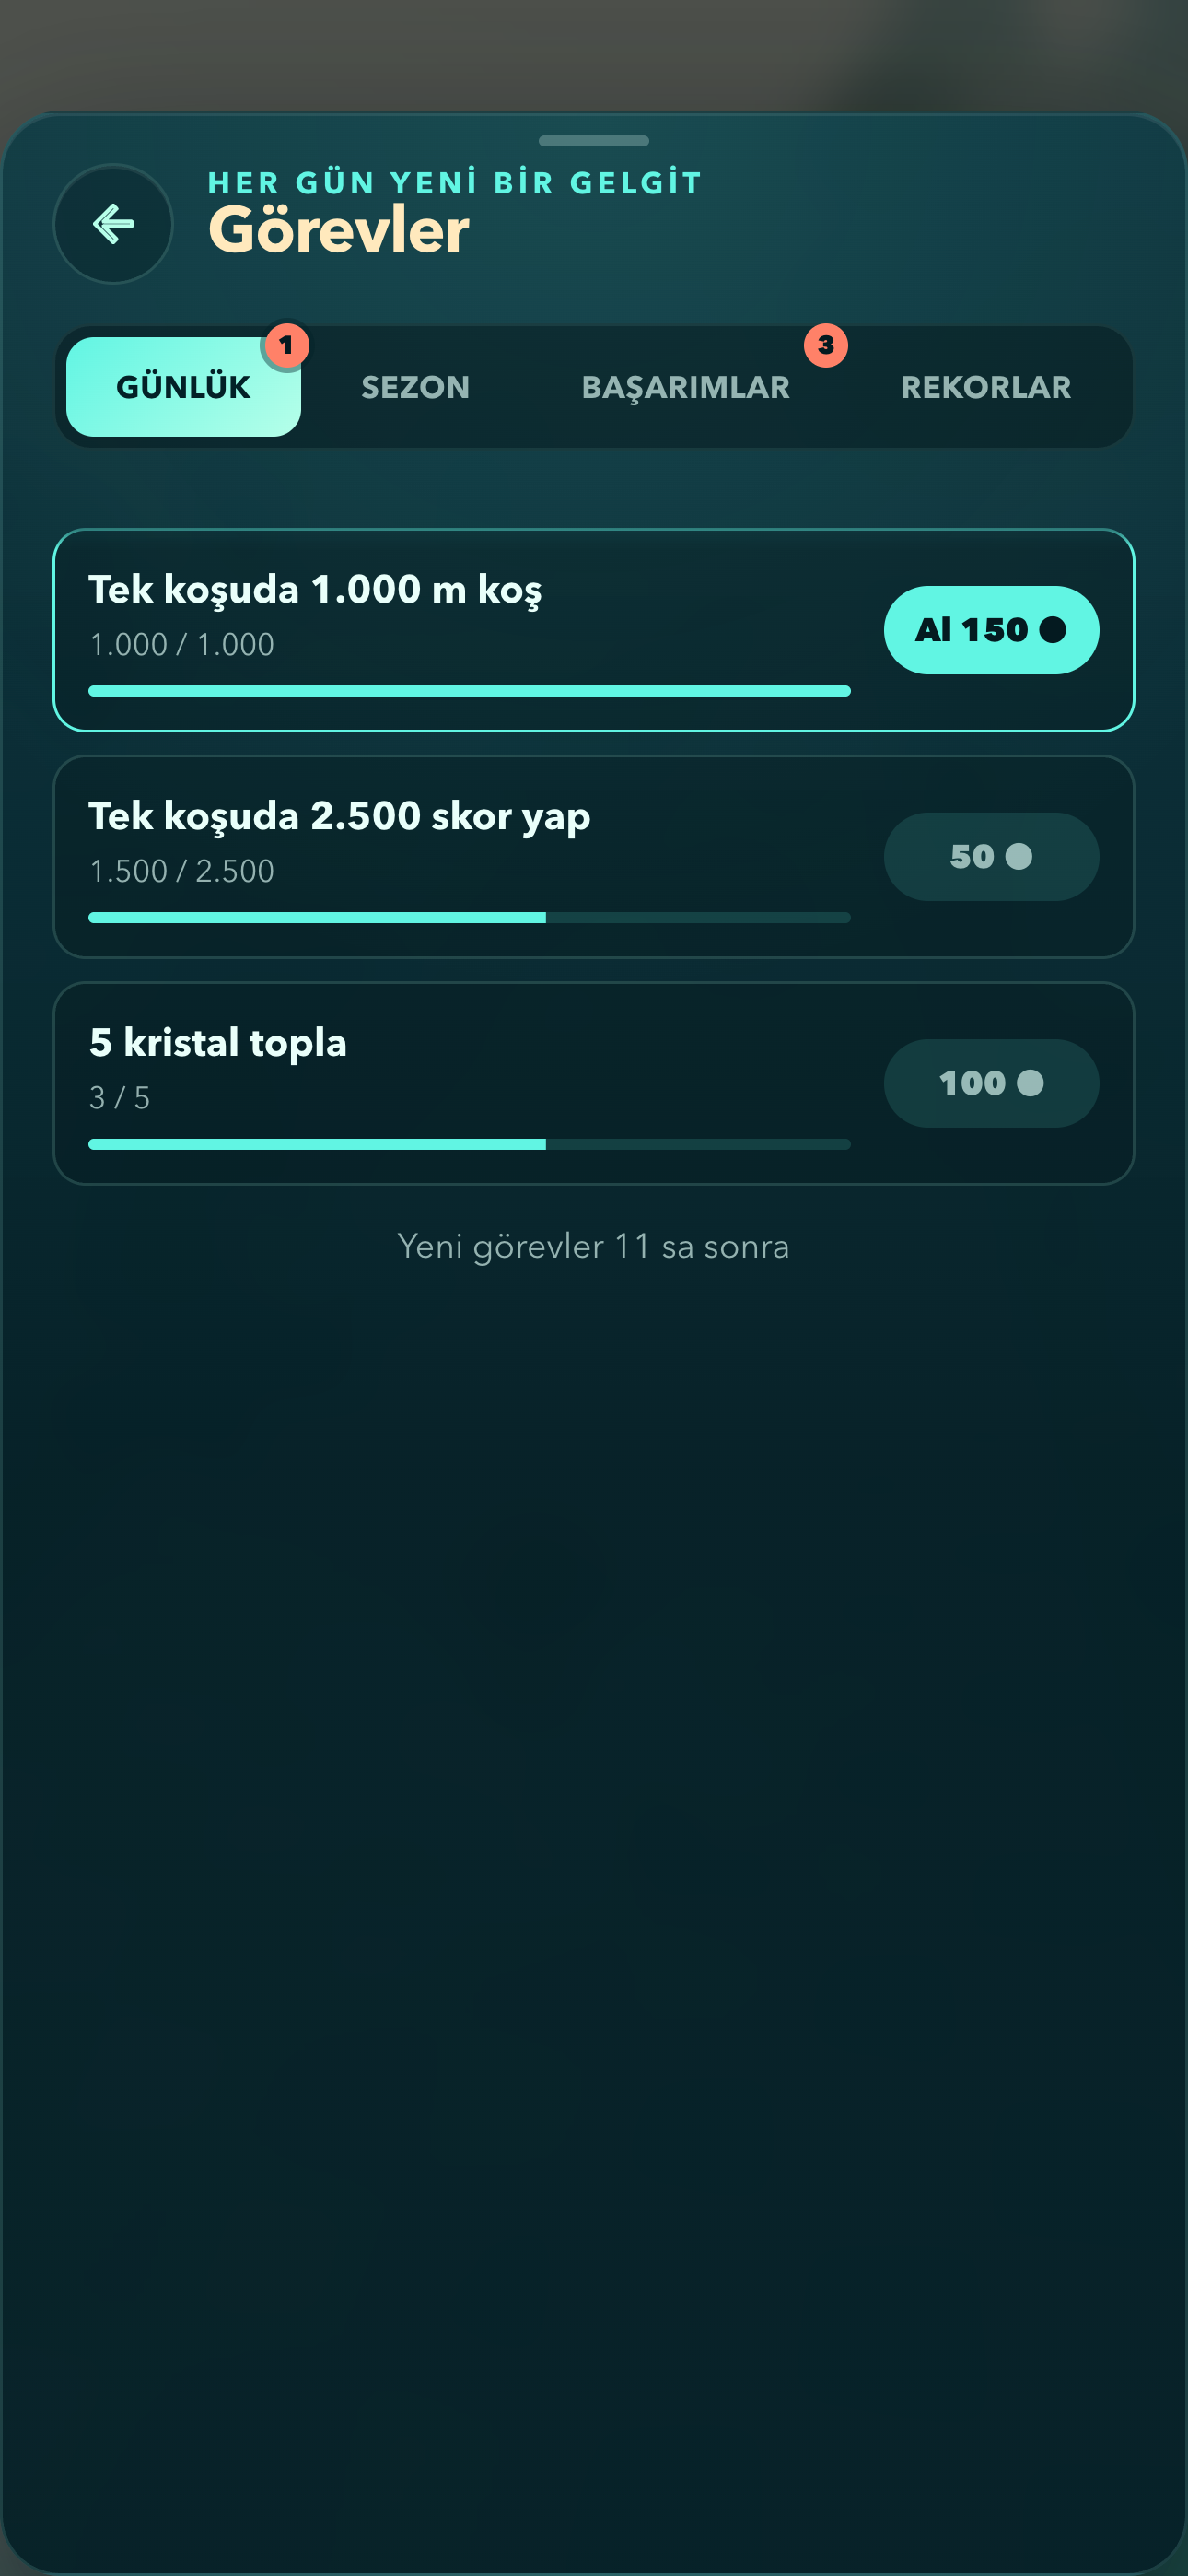 HER GÜN YENİ BİR GELGİT
Görevler
GÜNLÜK 1 SEZON BAŞARIMLAR 3 REKORLAR
Tek koşuda 1.000 m koş
1.000 / 1.000
Al 150
Tek koşuda 2.500 skor yap
1.500 / 2.500
50
5 kristal topla
3 / 5
100
Yeni görevler 11 sa sonra